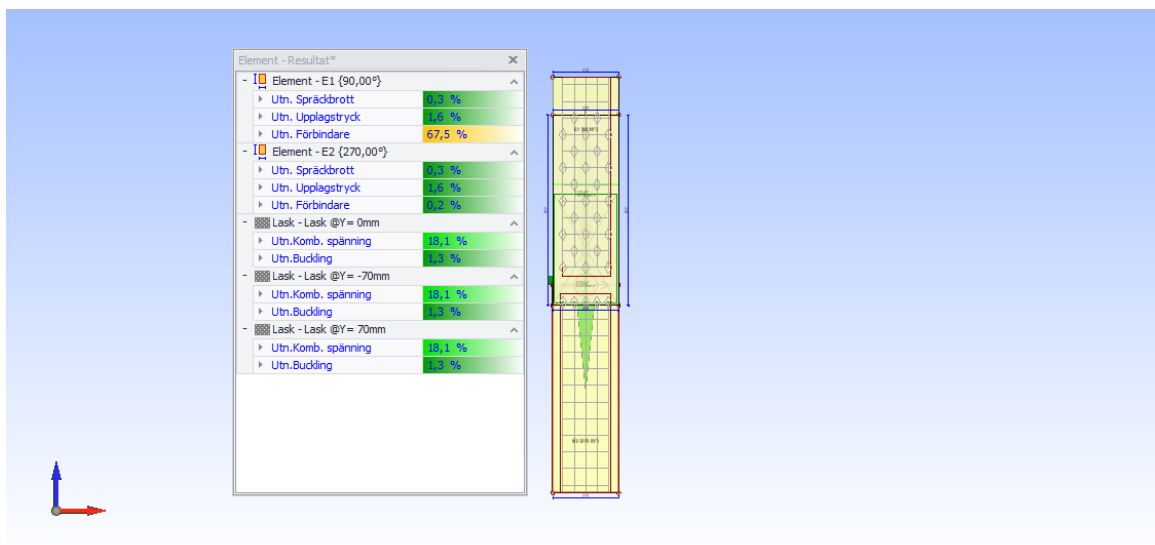 Element - Resultat*
Element - E1 {90,00°}
Utn. Spräckbrott 0,3 %
Utn. Upplagstryck 1,6 %
Utn. Förbindare 67,5 %
Element - E2 {270,00°}
Utn. Spräckbrott 0,3 %
Utn. Upplagstryck 1,6 %
Utn. Förbindare 0,2 %
Lask - Lask @Y= 0mm
Utn.Komb. spänning 18,1 %
Utn.Buckling 1,3 %
Lask - Lask @Y= -70mm
Utn.Komb. spänning 18,1 %
Utn.Buckling 1,3 %
Lask - Lask @Y= 70mm
Utn.Komb. spänning 18,1 %
Utn.Buckling 1,3 %